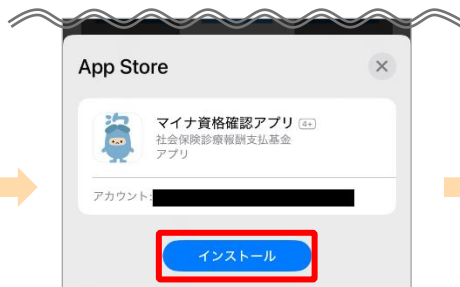 App Store
マイナ資格確認アプリ 4+
社会保険診療報酬支払基金
アプリ
アカウント:
インストール